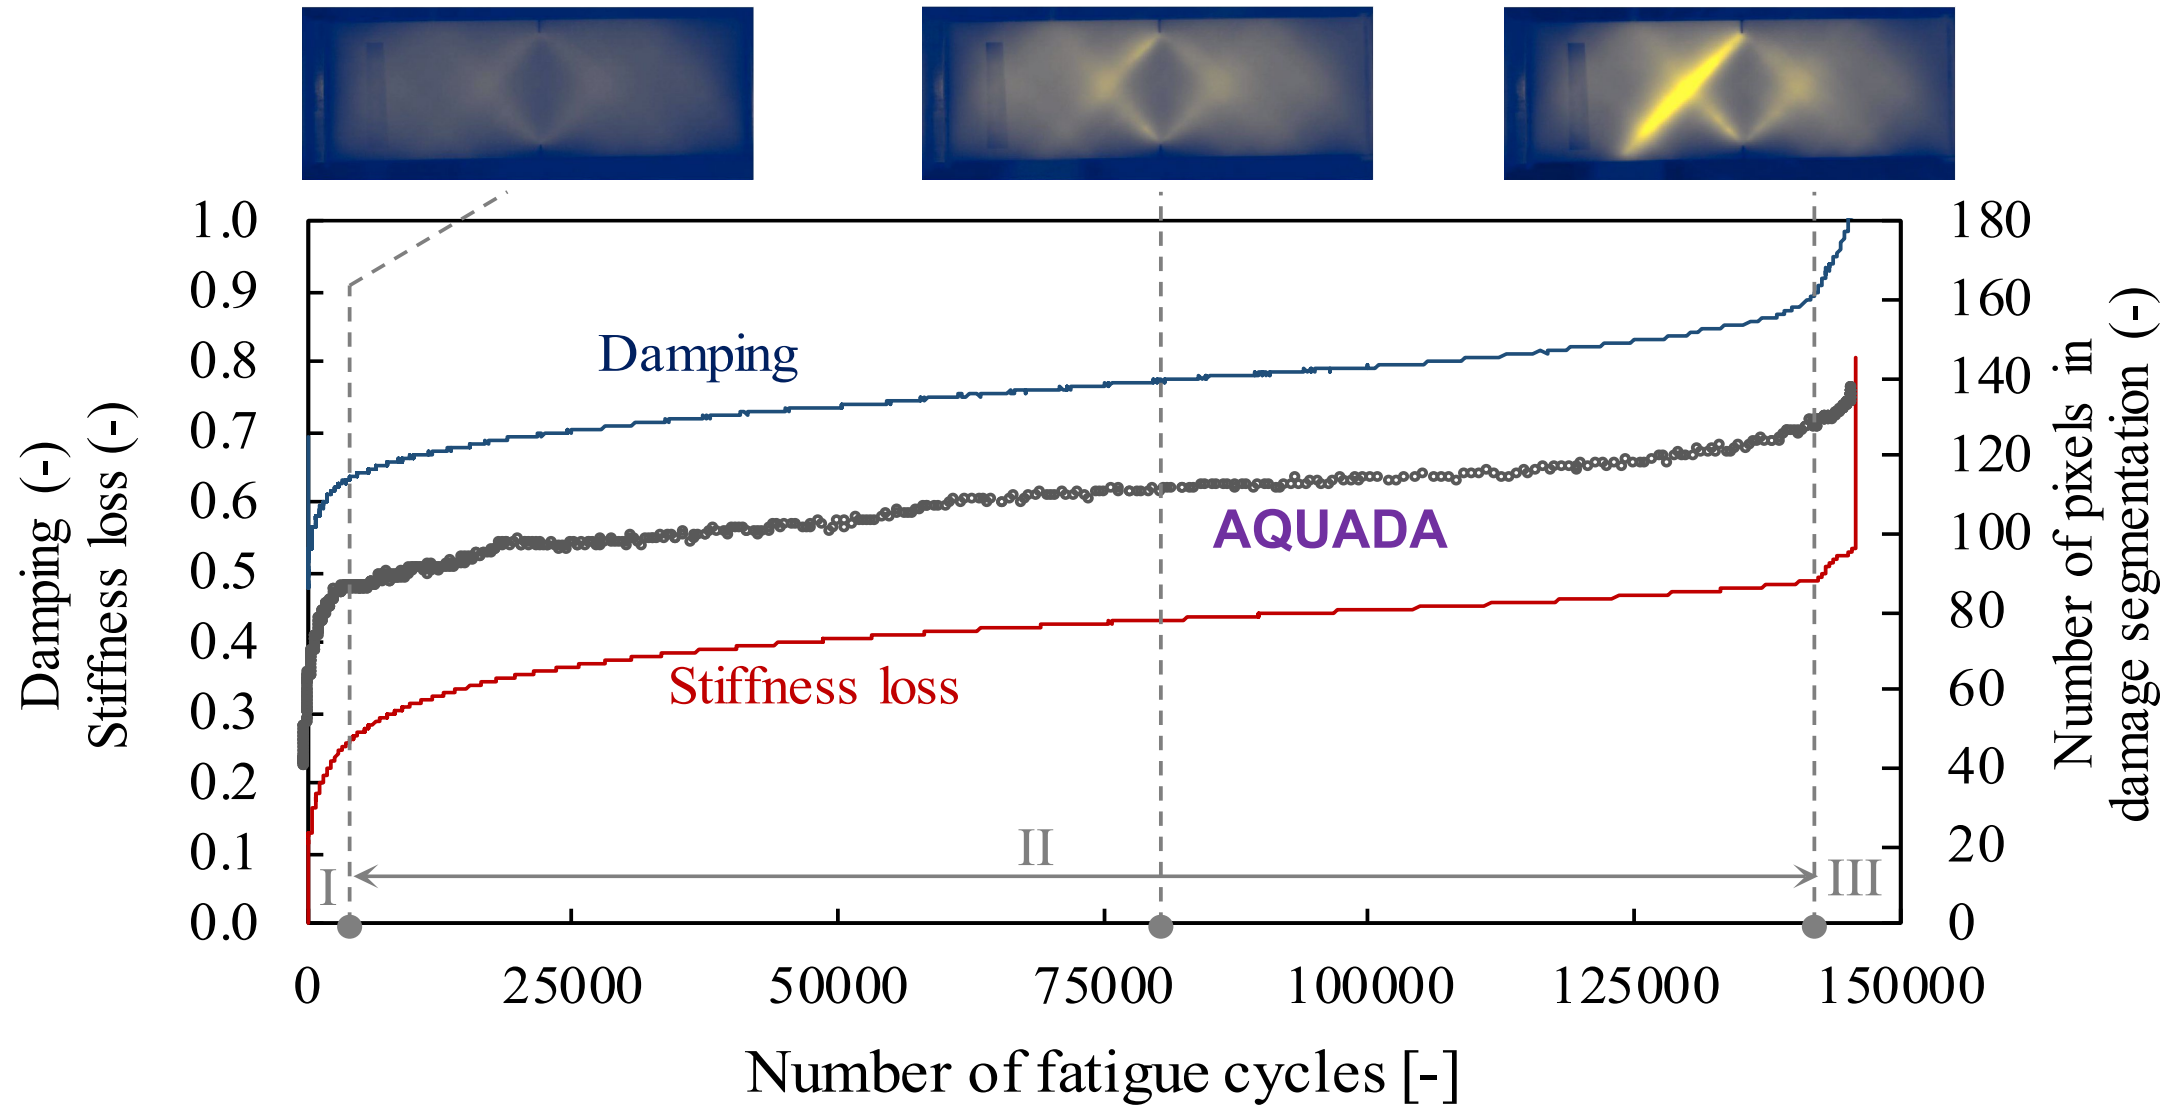 1.0
0.9
0.8
0.7
0.6
0.5
0.4
0.3
0.2
0.1
0.0
Damping (-)
Stiffness loss (-)
Damping
AQUADA
Stiffness loss
I
II
III
180
160
140
120
100
80
60
40
20
0
Number of pixels in
damage segmentation (-)
0 25000 50000 75000 100000 125000 150000
Number of fatigue cycles [-]